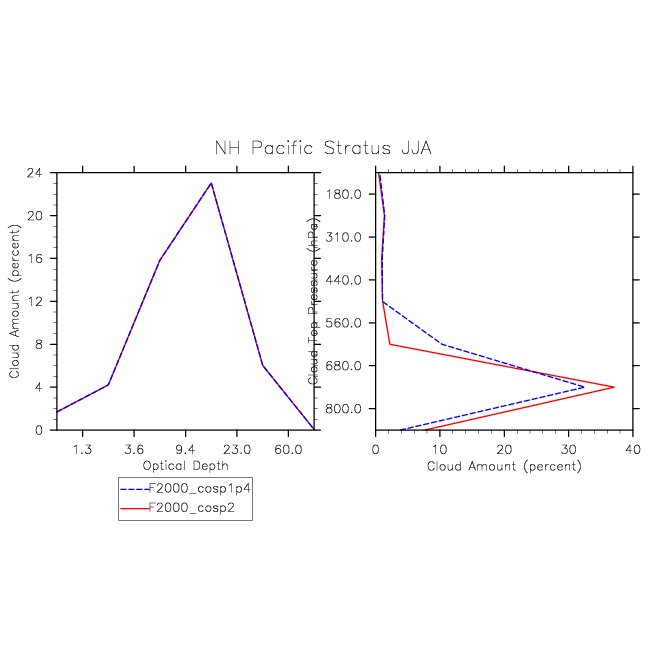 NH Pacific Stratus JJA
Cloud Amount (percent)
24
20
16
12
8
4
0
1.3 3.6 9.4 23.0 60.0
Optical Depth
Cloud Top Pressure (hPa)
180.0
310.0
440.0
560.0
680.0
800.0
0 10 20 30 40
Cloud Amount (percent)
F2000_cosp1p4
F2000_cosp2